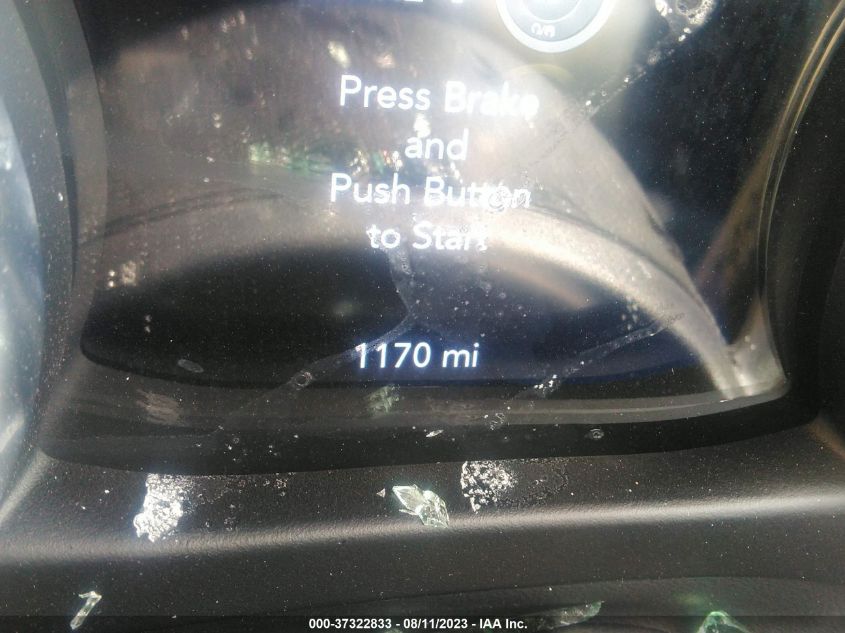 Press Brake
and
Push Button
to Start
1170 mi
000-37322833 - 08/11/2023 - IAA Inc.